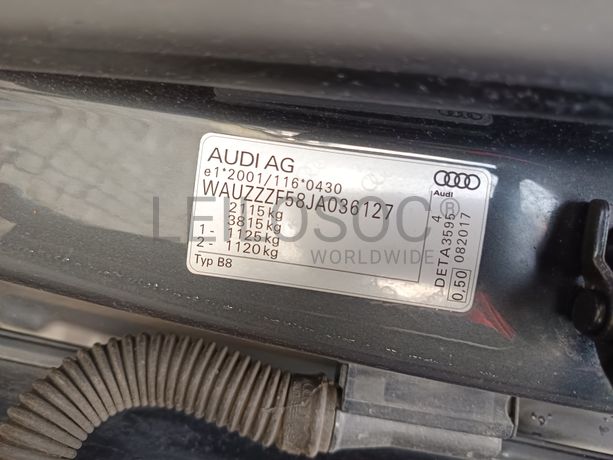 AUDI AG
e1*2001/116*0430
WAUZZZF58JA036127
2115kg
3815kg
1- 1125kg
2- 1120kg
Typ B8
Audi
DETA3595 4
0,50 082017
LEILOSOC®
WORLDWIDE